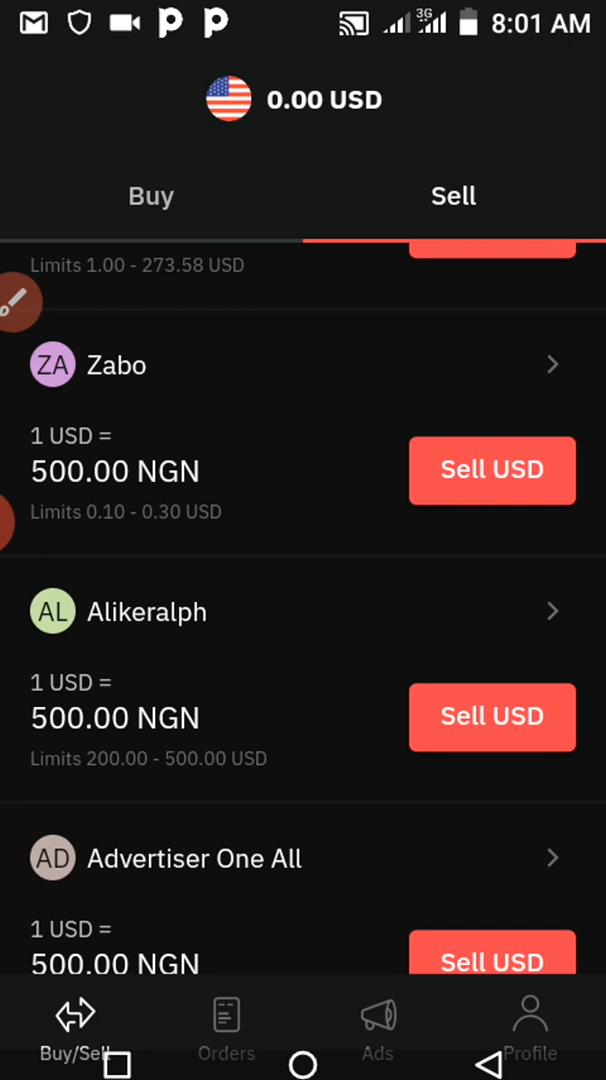 3G 8:01 AM
0.00 USD
Buy Sell
Limits 1.00 - 273.58 USD
ZA Zabo
1 USD =
500.00 NGN
Sell USD
Limits 0.10 - 0.30 USD
AL Alikeralph
1 USD =
500.00 NGN
Sell USD
Limits 200.00 - 500.00 USD
AD Advertiser One All
1 USD =
500.00 NGN
Sell USD
Buy/Sell Orders Ads Profile